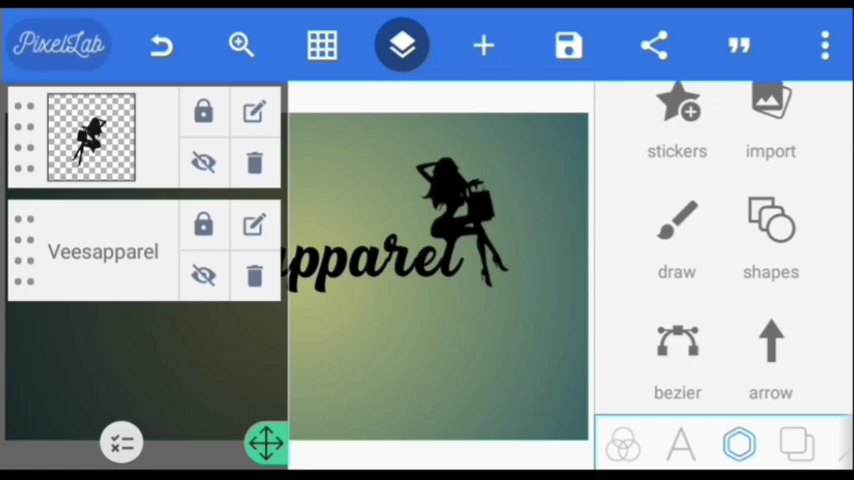 PixelLab
Veesapparel
apparel
stickers
import
draw
shapes
bezier
arrow